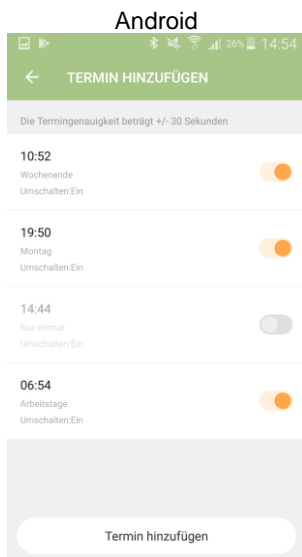 Android
26% 14:54
TERMIN HINZUFÜGEN
Die Termingenauigkeit beträgt +/- 30 Sekunden
10:52
Wochenende
Umschalten:Ein
19:50
Montag
Umschalten:Ein
14:44
Nur einmal
Umschalten:Ein
06:54
Arbeitstage
Umschalten:Ein
Termin hinzufügen